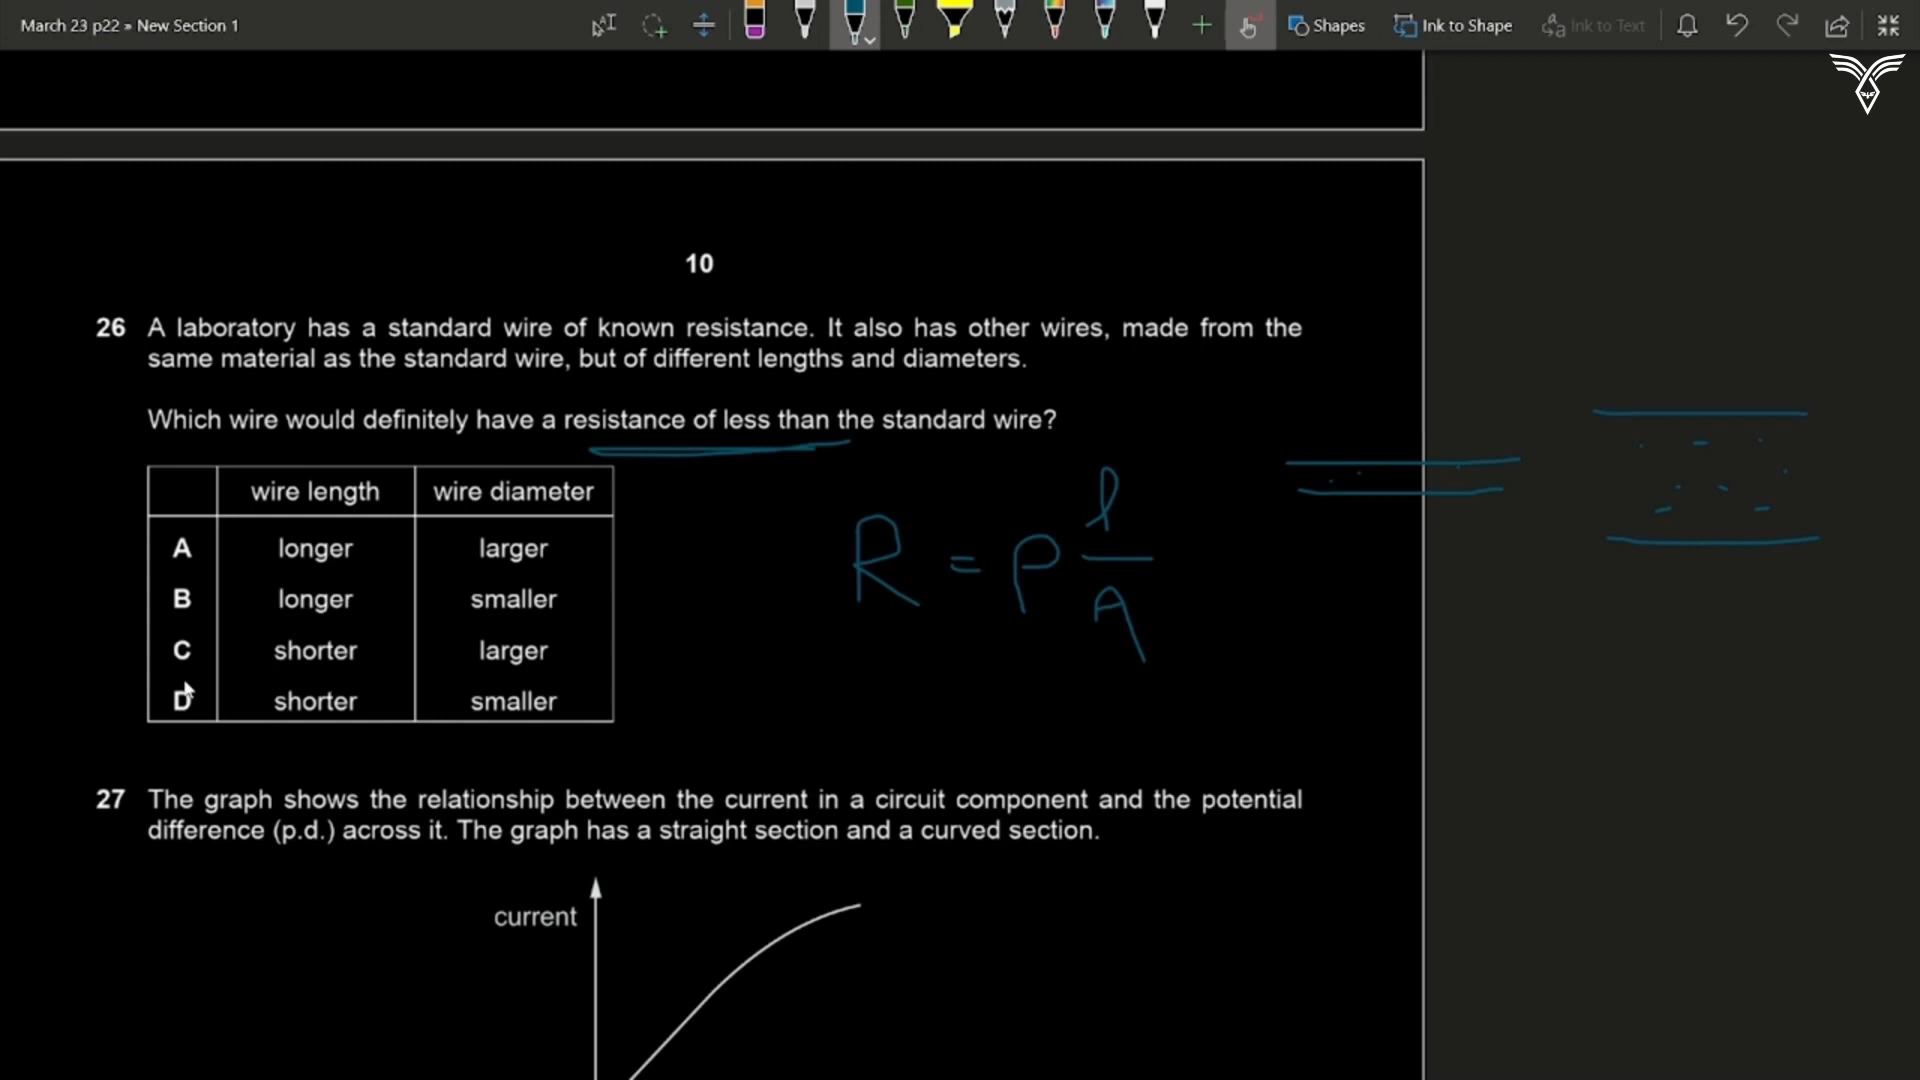 March 23 p22 » New Section 1
Shapes
Ink to Shape
Ink to Text
10
26 A laboratory has a standard wire of known resistance. It also has other wires, made from the
same material as the standard wire, but of different lengths and diameters.
Which wire would definitely have a resistance of less than the standard wire?
wire length wire diameter
A longer larger
B longer smaller
C shorter larger
D shorter smaller
R = ρ l / A
27 The graph shows the relationship between the current in a circuit component and the potential
difference (p.d.) across it. The graph has a straight section and a curved section.
current